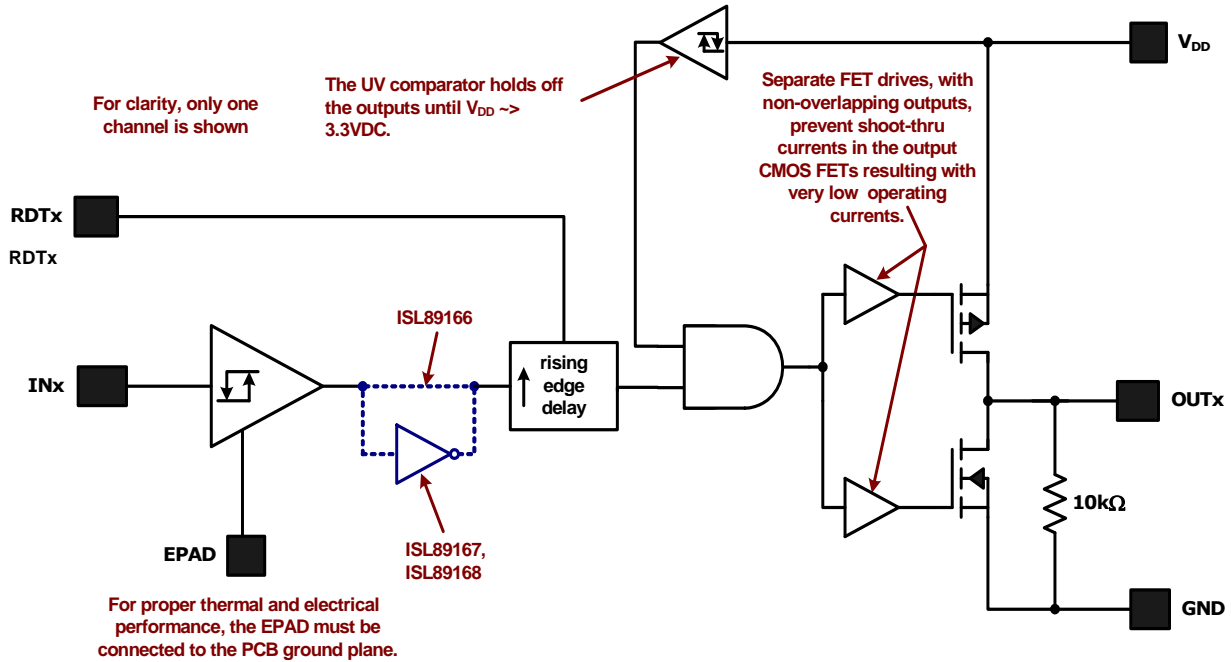 V_DD
The UV comparator holds off
the outputs until V_DD ~>
3.3VDC.
For clarity, only one
channel is shown
Separate FET drives, with
non-overlapping outputs,
prevent shoot-thru
currents in the output
CMOS FETs resulting with
very low operating
currents.
RDTx
RDTx
ISL89166
INx
rising
edge
delay
OUTx
10kΩ
EPAD
ISL89167,
ISL89168
GND
For proper thermal and electrical
performance, the EPAD must be
connected to the PCB ground plane.